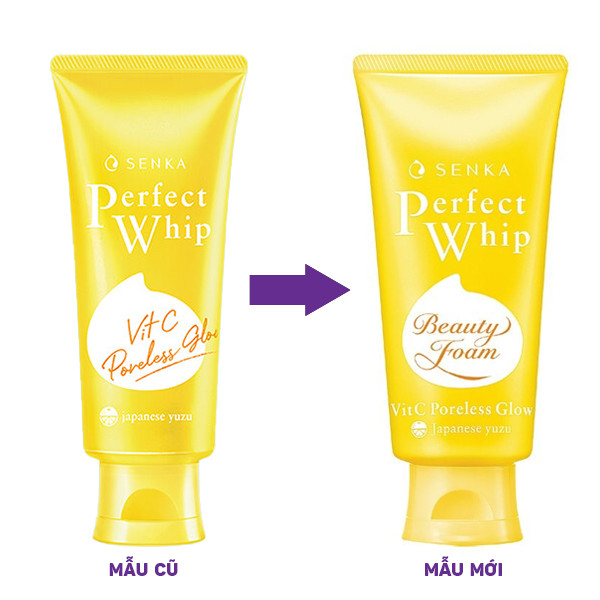 SENKA
Perfect
Whip
Vit C
Poreless Glow
japanese yuzu
MẪU CŨ
SENKA
Perfect
Whip
Beauty
Foam
VitC Poreless Glow
Japanese yuzu
MẪU MỚI